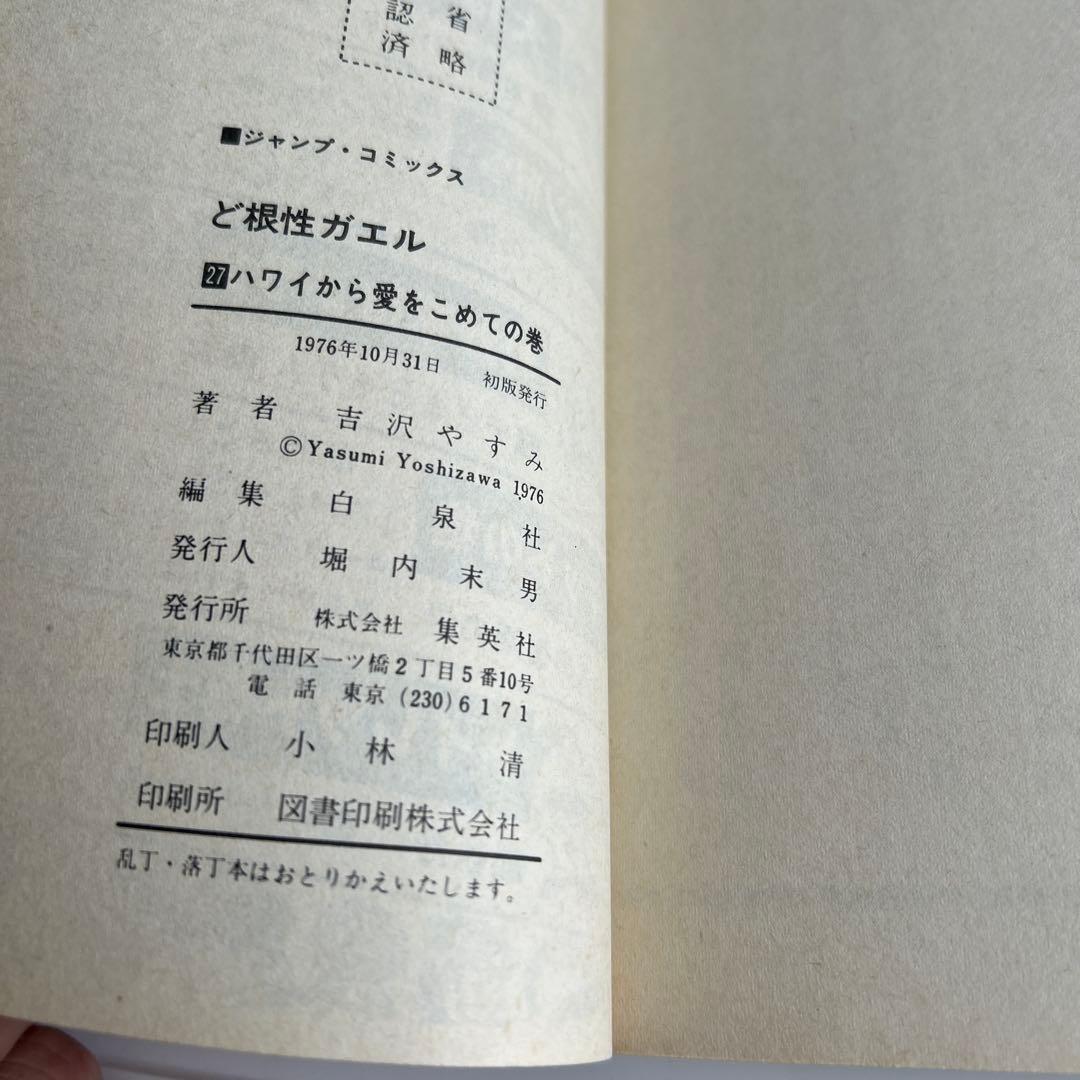 省略
認済
■ジャンプ・コミックス
ど根性ガエル
27ハワイから愛をこめての巻
1976年10月31日 初版発行
著者 吉沢やすみ
©Yasumi Yoshizawa 1976
編集 白泉社
発行人 堀内末男
発行所 株式会社 集英社
東京都千代田区一ツ橋2丁目5番10号
電話 東京(230)6171
印刷人 小林 清
印刷所 図書印刷株式会社
乱丁・落丁本はおとりかえいたします。